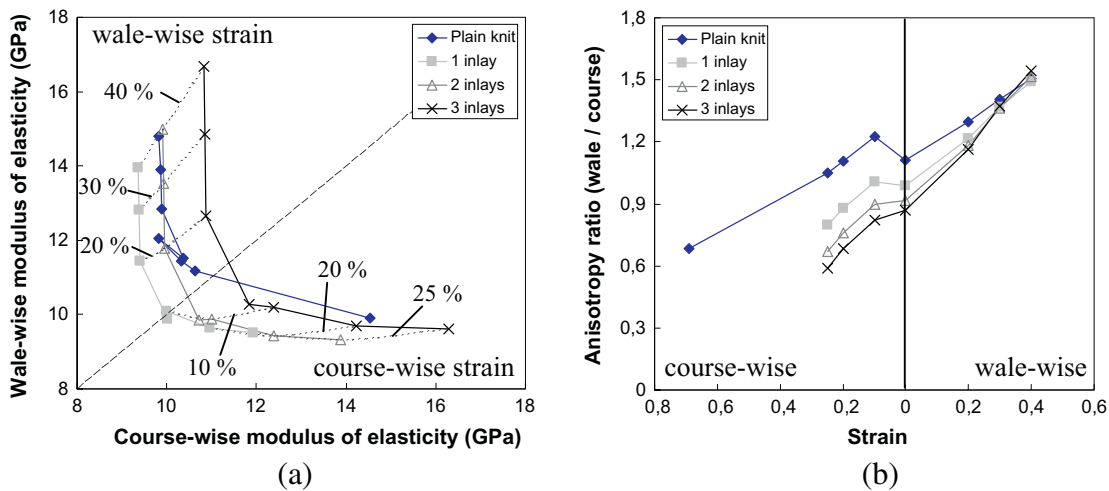 Wale-wise modulus of elasticity (GPa)
18
16
14
12
10
8
8
10
12
14
16
18
Course-wise modulus of elasticity (GPa)
wale-wise strain
40 %
30 %
20 %
10 %
20 %
25 %
course-wise strain
Plain knit
1 inlay
2 inlays
3 inlays
(a)
Anisotropy ratio (wale / course)
1,8
1,5
1,2
0,9
0,6
0,3
0
0,8
0,6
0,4
0,2
0
0,2
0,4
0,6
Strain
Plain knit
1 inlay
2 inlays
3 inlays
course-wise
wale-wise
(b)